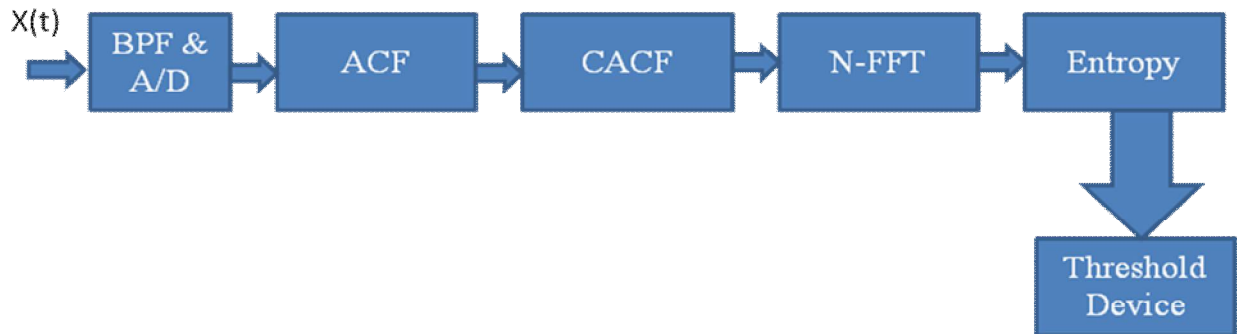 X(t)
BPF &
A/D
ACF
CACF
N-FFT
Entropy
Threshold
Device